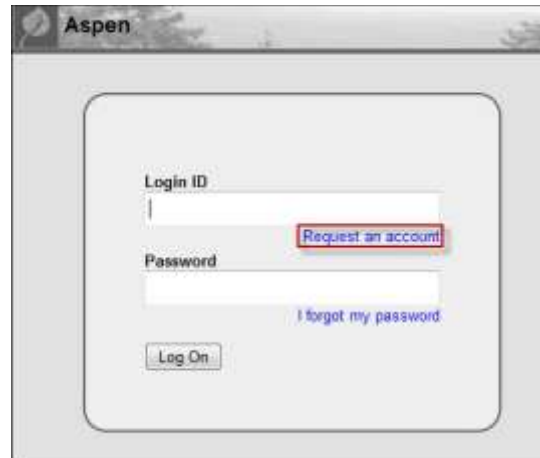 Aspen
Login ID
Request an account
Password
I forgot my password
Log On